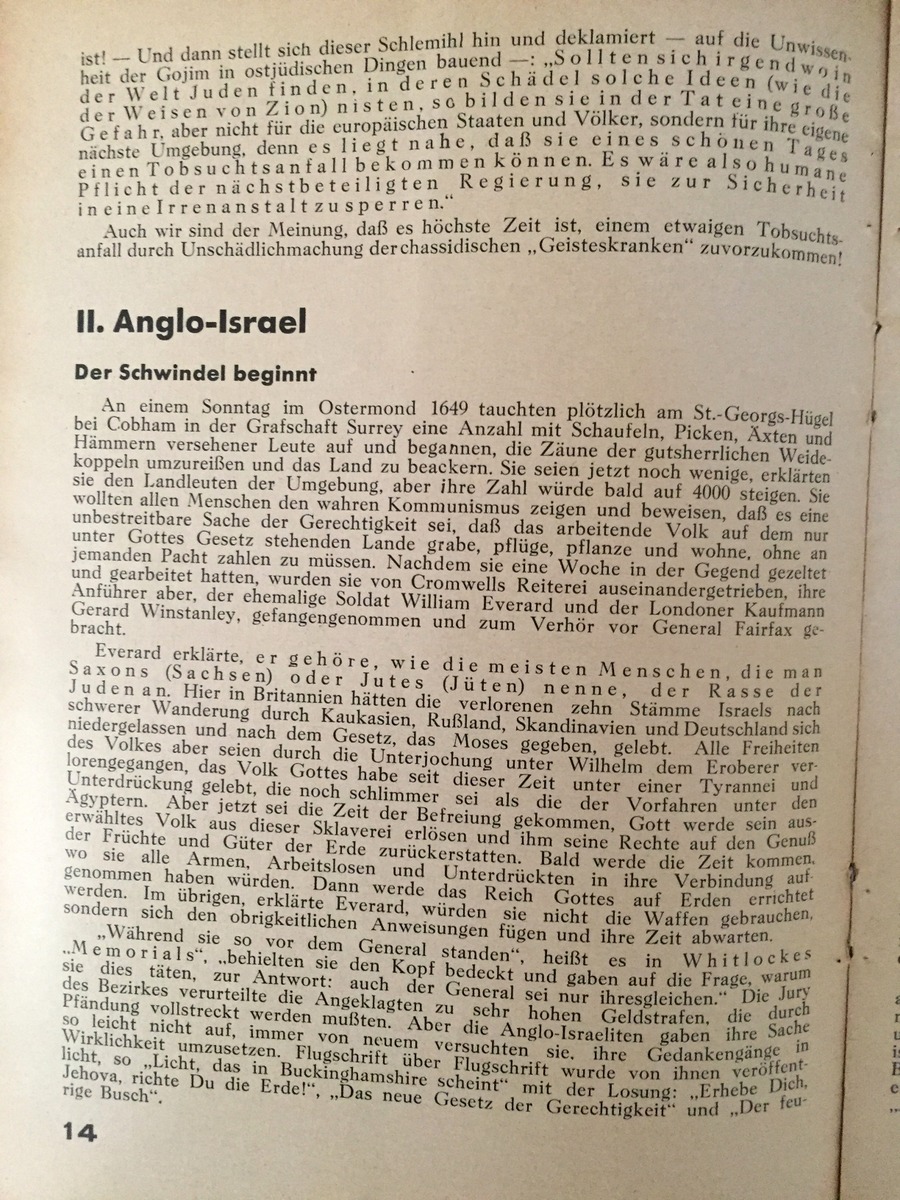 ist! — Und dann stellt sich dieser Schlemihl hin und deklamiert — auf die Unwissen-
heit der Gojim in ostjüdischen Dingen bauend —: „Sollten sich irgendwo in
der Welt Juden finden, in deren Schädel solche Ideen (wie die
der Weisen von Zion) nisten, so bilden sie in der Tat eine große
Gefahr, aber nicht für die europäischen Staaten und Völker, sondern für ihre eigene
nächste Umgebung, denn es liegt nahe, daß sie eines schönen Tages
einen Tobsuchtsanfall bekommen können. Es wäre also humane
Pflicht der nächstbeteiligten Regierung, sie zur Sicherheit
in eine Irrenanstalt zu sperren.“
Auch wir sind der Meinung, daß es höchste Zeit ist, einem etwaigen Tobsuchts-
anfall durch Unschädlichmachung der chassidischen „Geisteskranken“ zuvorzukommen!
II. Anglo-Israel
Der Schwindel beginnt
An einem Sonntag im Ostermond 1649 tauchten plötzlich am St.-Georgs-Hügel
bei Cobham in der Grafschaft Surrey eine Anzahl mit Schaufeln, Picken, Äxten und
Hämmern versehener Leute auf und begannen, die Zäune der gutsherrlichen Weide-
koppeln umzureißen und das Land zu beackern. Sie seien jetzt noch wenige, erklärten
sie den Landleuten der Umgebung, aber ihre Zahl würde bald auf 4000 steigen. Sie
wollten allen Menschen den wahren Kommunismus zeigen und beweisen, daß es eine
unbestreitbare Sache der Gerechtigkeit sei, daß das arbeitende Volk auf dem nur
unter Gottes Gesetz stehenden Lande grabe, pflüge, pflanze und wohne, ohne an
jemanden Pacht zahlen zu müssen. Nachdem sie eine Woche in der Gegend gezeltet
und gearbeitet hatten, wurden sie von Cromwells Reiterei auseinandergetrieben, ihre
Anführer aber, der ehemalige Soldat William Everard und der Londoner Kaufmann
Gerard Winstanley, gefangengenommen und zum Verhör vor General Fairfax ge-
bracht.
Everard erklärte, er gehöre, wie die meisten Menschen, die man
Saxons (Sachsen) oder Jutes (Jüten) nenne, der Rasse der
Juden an. Hier in Britannien hätten die verlorenen zehn Stämme Israels nach
schwerer Wanderung durch Kaukasien, Rußland, Skandinavien und Deutschland sich
niedergelassen und nach dem Gesetz, das Moses gegeben, gelebt. Alle Freiheiten
des Volkes aber seien durch die Unterjochung unter Wilhelm dem Eroberer ver-
lorengegangen, das Volk Gottes habe seit dieser Zeit unter einer Tyrannei und
Unterdrückung gelebt, die noch schlimmer sei als die der Vorfahren unter den
Ägyptern. Aber jetzt sei die Zeit der Befreiung gekommen, Gott werde sein aus-
erwähltes Volk aus dieser Sklaverei erlösen und ihm seine Rechte auf den Genuß
der Früchte und Güter der Erde zurückerstatten. Bald werde die Zeit kommen,
wo sie alle Armen, Arbeitslosen und Unterdrückten in ihre Verbindung auf-
genommen haben würden. Dann werde das Reich Gottes auf Erden errichtet
werden. Im übrigen, erklärte Everard, würden sie nicht die Waffen gebrauchen,
sondern sich den obrigkeitlichen Anweisungen fügen und ihre Zeit abwarten.
„Während sie so vor dem General standen“, heißt es in Whitlockes
„Memorials“, „behielten sie den Kopf bedeckt und gaben auf die Frage, warum
sie dies täten, zur Antwort: auch der General sei nur ihresgleichen.“ Die Jury
des Bezirkes verurteilte die Angeklagten zu sehr hohen Geldstrafen, die durch
Pfändung vollstreckt werden mußten. Aber die Anglo-Israeliten gaben ihre Sache
so leicht nicht auf, immer von neuem versuchten sie, ihre Gedankengänge in
Wirklichkeit umzusetzen. Flugschrift über Flugschrift wurde von ihnen veröffent-
licht, so „Licht, das in Buckinghamshire scheint“ mit der Losung: „Erhebe Dich,
Jehova, richte Du die Erde!“, „Das neue Gesetz der Gerechtigkeit“ und „Der feu-
rige Busch“.
14